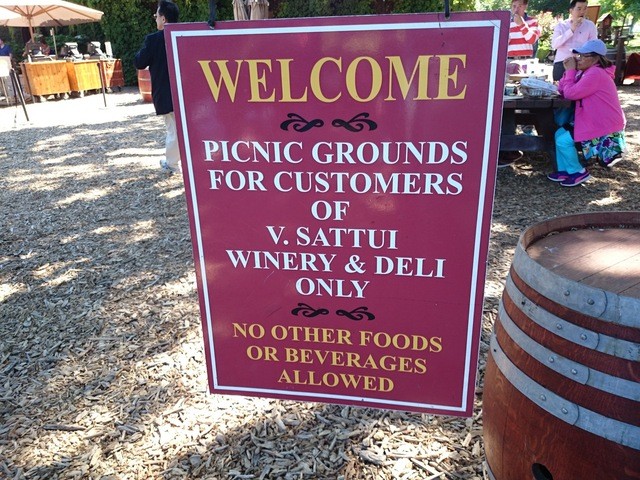 WELCOME
PICNIC GROUNDS
FOR CUSTOMERS
OF
V. SATTUI
WINERY & DELI
ONLY
NO OTHER FOODS
OR BEVERAGES
ALLOWED